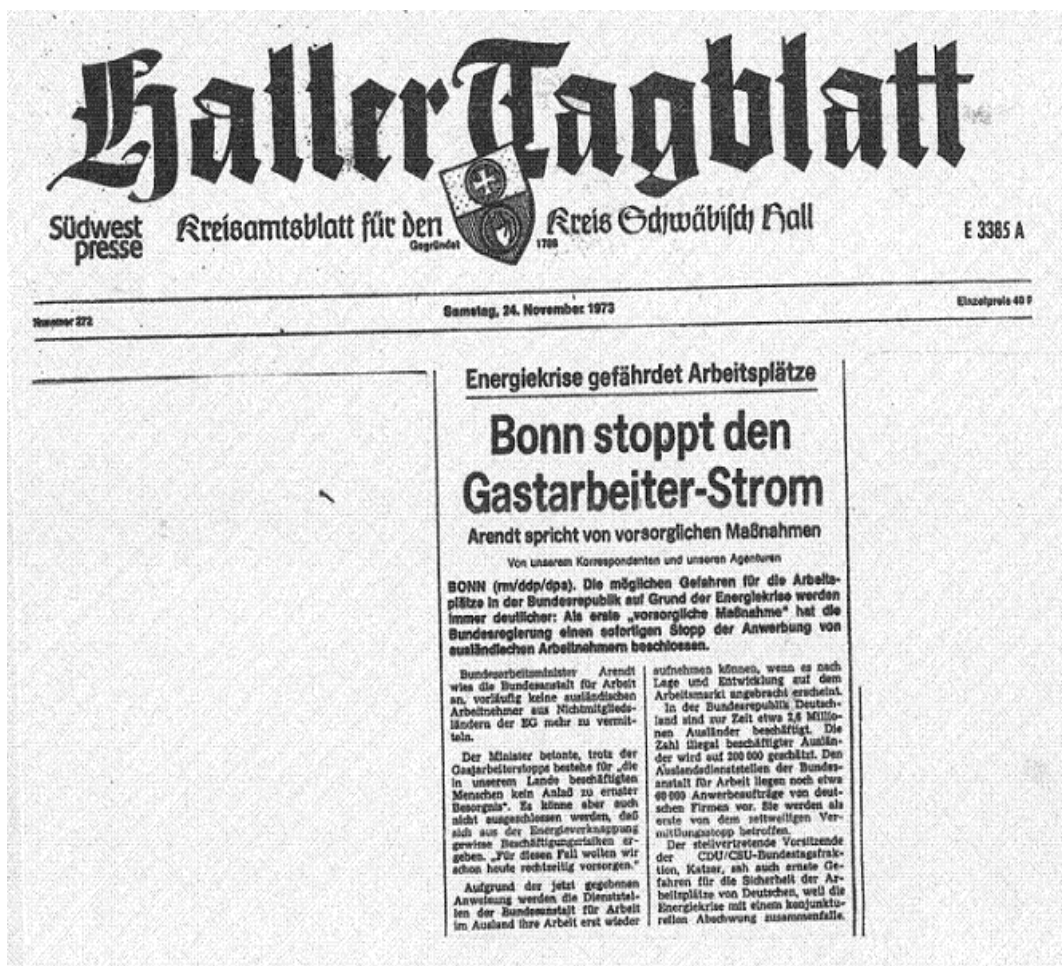 Haller Tagblatt
Südwest
presse
Kreisamtsblatt für den
Kreis Schwäbisch Hall
Gegründet
1788
E 3385 A
Nummer 272
Samstag, 24. November 1973
Einzelpreis 40 P
Energiekrise gefährdet Arbeitsplätze
Bonn stoppt den
Gastarbeiter-Strom
Arendt spricht von vorsorglichen Maßnahmen
Von unserem Korrespondenten und unseren Agenturen
BONN (rm/ddp/dpa). Die möglichen Gefahren für die Arbeits-
plätze in der Bundesrepublik auf Grund der Energiekrise werden
immer deutlicher: Als erste „vorsorgliche Maßnahme“ hat die
Bundesregierung einen sofortigen Stopp der Anwerbung von
ausländischen Arbeitnehmern beschlossen.
Bundesarbeitsminister Arendt
wies die Bundesanstalt für Arbeit
an, vorläufig keine ausländischen
Arbeitnehmer aus Nichtmitglieds-
ländern der EG mehr zu vermit-
teln.
Der Minister betonte, trotz der
Gastarbeiterstopps bestehe für „die
in unserem Lande beschäftigten
Menschen kein Anlaß zu ernster
Besorgnis“. Es könne aber auch
nicht ausgeschlossen werden, daß
sich aus der Energieverknappung
gewisse Beschäftigungsrisiken er-
geben. „Für diesen Fall wollen wir
schon heute rechtzeitig vorsorgen.“
Aufgrund der jetzt gegebenen
Anweisung werden die Dienststel-
len der Bundesanstalt für Arbeit
im Ausland ihre Arbeit erst wieder
aufnehmen können, wenn es nach
Lage und Entwicklung auf dem
Arbeitsmarkt angebracht erscheint.
In der Bundesrepublik Deutsch-
land sind zur Zeit etwa 2,6 Millio-
nen Ausländer beschäftigt. Die
Zahl illegal beschäftigter Auslän-
der wird auf 200 000 geschätzt. Den
Auslandsdienststellen der Bundes-
anstalt für Arbeit liegen noch etwa
60 000 Anwerbeaufträge von deut-
schen Firmen vor. Sie werden als
erste von dem zeitweiligen Ver-
mittlungsstopp betroffen.
Der stellvertretende Vorsitzende
der CDU/CSU-Bundestagsfrak-
tion, Katzer, sah auch ernste Ge-
fahren für die Sicherheit der Ar-
beitsplätze von Deutschen, weil die
Energiekrise mit einem konjunktu-
rellen Abschwung zusammenfalle.